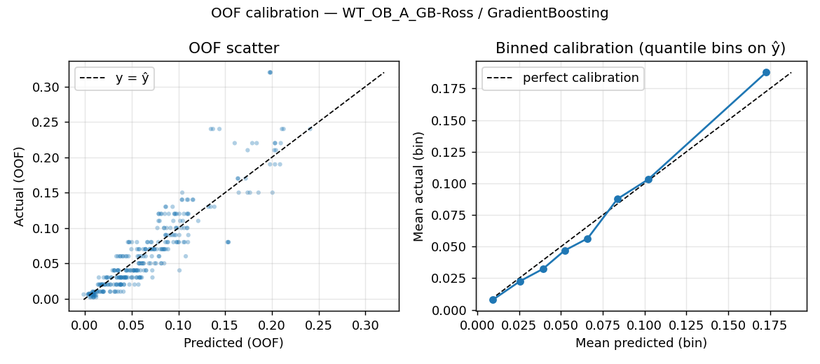 OOF calibration — WT_OB_A_GB-Ross / GradientBoosting
OOF scatter
y = ŷ
0.30
0.25
0.20
0.15
0.10
0.05
0.00
Actual (OOF)
0.00 0.05 0.10 0.15 0.20 0.25 0.30
Predicted (OOF)
Binned calibration (quantile bins on ŷ)
perfect calibration
0.175
0.150
0.125
0.100
0.075
0.050
0.025
0.000
Mean actual (bin)
0.000 0.025 0.050 0.075 0.100 0.125 0.150 0.175
Mean predicted (bin)